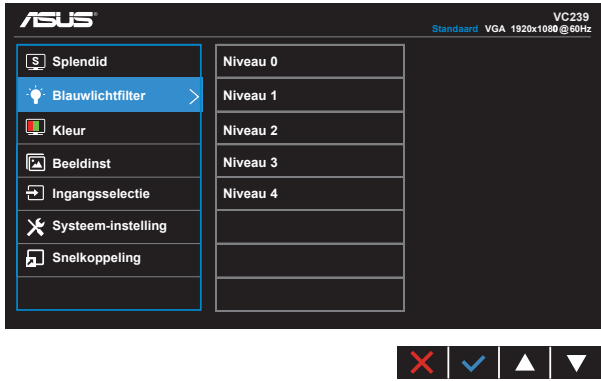 ASUS
VC239
Standaard VGA 1920x1080@60Hz
S Splendid
Blauwlichtfilter
Kleur
Beeldinst
Ingangsselectie
Systeem-instelling
Snelkoppeling
Niveau 0
Niveau 1
Niveau 2
Niveau 3
Niveau 4